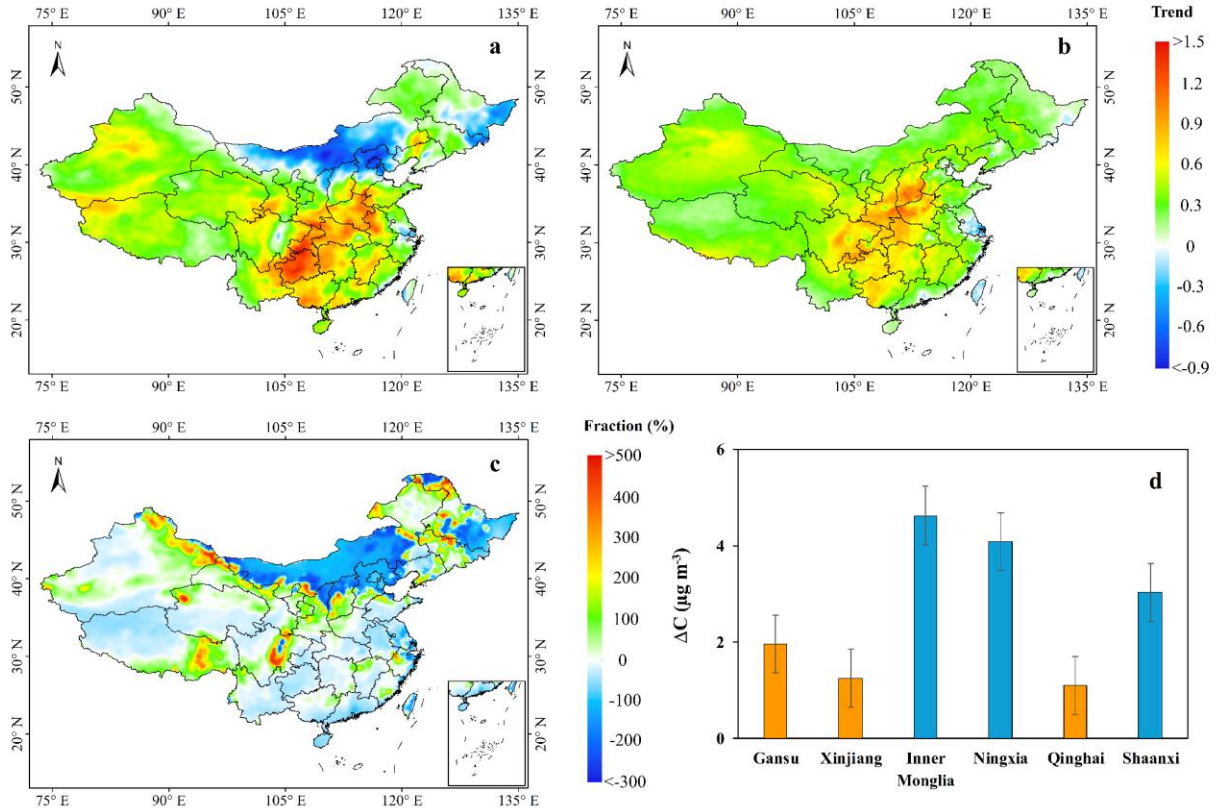 75° E 90° E 105° E 120° E 135° E
75° E 90° E 105° E 120° E 135° E
Trend
N
a
N
b
>1.5
1.2
0.9
0.6
0.3
0
-0.3
-0.6
<-0.9
50° N
40° N
30° N
20° N
50° N
40° N
30° N
20° N
50° N
40° N
30° N
20° N
50° N
40° N
30° N
20° N
75° E 90° E 105° E 120° E 135° E
75° E 90° E 105° E 120° E 135° E
75° E 90° E 105° E 120° E 135° E
N
c
50° N
40° N
30° N
20° N
50° N
40° N
30° N
20° N
75° E 90° E 105° E 120° E 135° E
Fraction (%)
>500
400
300
200
100
0
-100
-200
<-300
d
ΔC (μg m⁻³)
6
4
2
0
Gansu Xinjiang Inner Ningxia Qinghai Shaanxi
Monglia